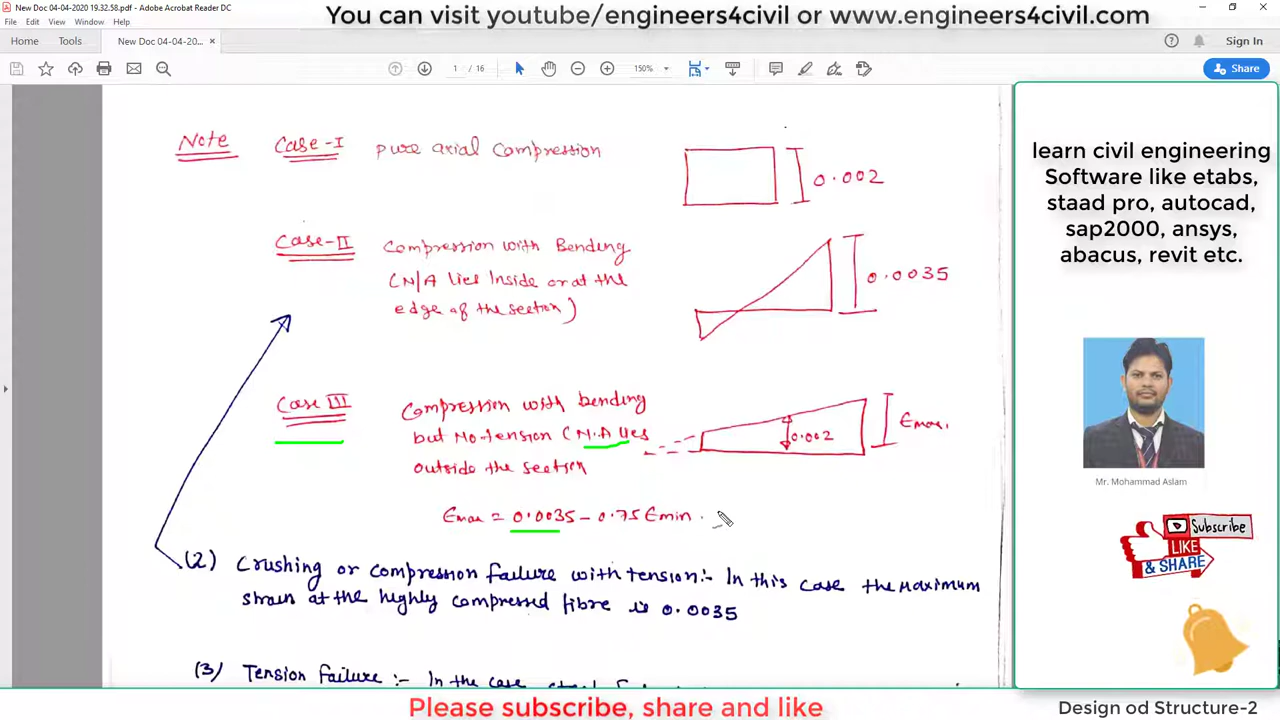 New Doc 04-04-2020 19.32.58.pdf - Adobe Acrobat Reader DC
You can visit youtube/engineers4civil or www.engineers4civil.com
File Edit View Window Help
Home Tools New Doc 04-04-20... × Sign In
1 / 16 150% Share
Note Case-I pure axial Compression
0.002
Case-II Compression with Bending
(N/A lies Inside or at the
edge of the section)
0.0035
Case III Compression with bending
but No-tension (N.A lies
outside the section
0.002
Emax.
Emax = 0.0035 - 0.75 Emin.
(2) Crushing or compression failure with tension:- In this case the maximum
strain at the highly compressed fibre is 0.0035
(3) Tension failure:- In the case
learn civil engineering
Software like etabs,
staad pro, autocad,
sap2000, ansys,
abacus, revit etc.
Mr. Mohammad Aslam
Subscribe
LIKE
& SHARE
Please subscribe, share and like
Design od Structure-2